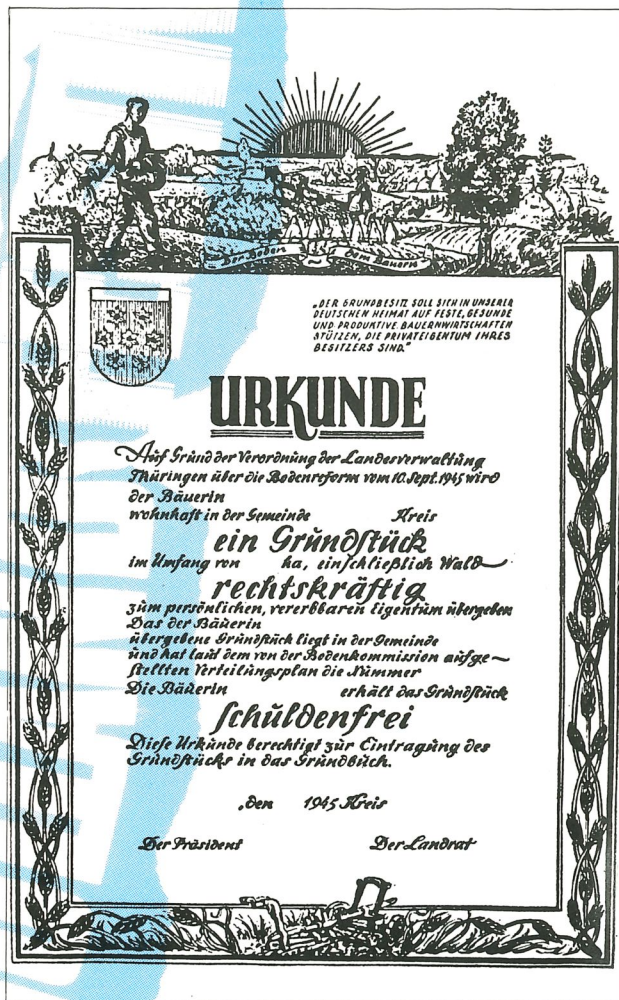 Der Boden dem Bauern
„DER GRUNDBESITZ SOLL SICH IN UNSERER
DEUTSCHEN HEIMAT AUF FESTE, GESUNDE
UND PRODUKTIVE BAUERNWIRTSCHAFTEN
STÜTZEN, DIE PRIVATEIGENTUM IHRES
BESITZERS SIND.“
URKUNDE
Auf Grund der Verordnung der Landesverwaltung
Thüringen über die Bodenreform vom 10. Sept. 1945 wird
der Bäuerin
wohnhaft in der Gemeinde Kreis
ein Grundstück
im Umfang von ha, einschließlich Wald
rechtskräftig
zum persönlichen, vererbbaren Eigentum übergeben
Das der Bäuerin
übergebene Grundstück liegt in der Gemeinde
und hat laut dem von der Bodenkommission aufge~
stellten Verteilungsplan die Nummer
Die Bäuerin erhält das Grundstück
schuldenfrei
Diese Urkunde berechtigt zur Eintragung des
Grundstücks in das Grundbuch.
, den 1945 Kreis
Der Präsident Der Landrat